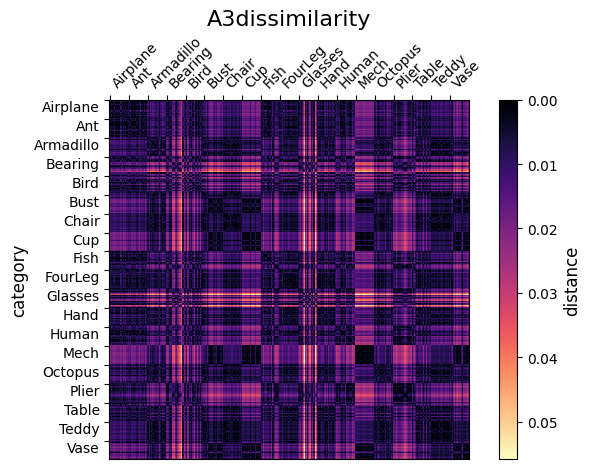 A3dissimilarity
Airplane
Ant
Armadillo
Bearing
Bird
Bust
Chair
Cup
Fish
FourLeg
Glasses
Hand
Human
Mech
Octopus
Plier
Table
Teddy
Vase
category
Airplane
Ant
Armadillo
Bearing
Bird
Bust
Chair
Cup
Fish
FourLeg
Glasses
Hand
Human
Mech
Octopus
Plier
Table
Teddy
Vase
0.00
0.01
0.02
0.03
0.04
0.05
distance